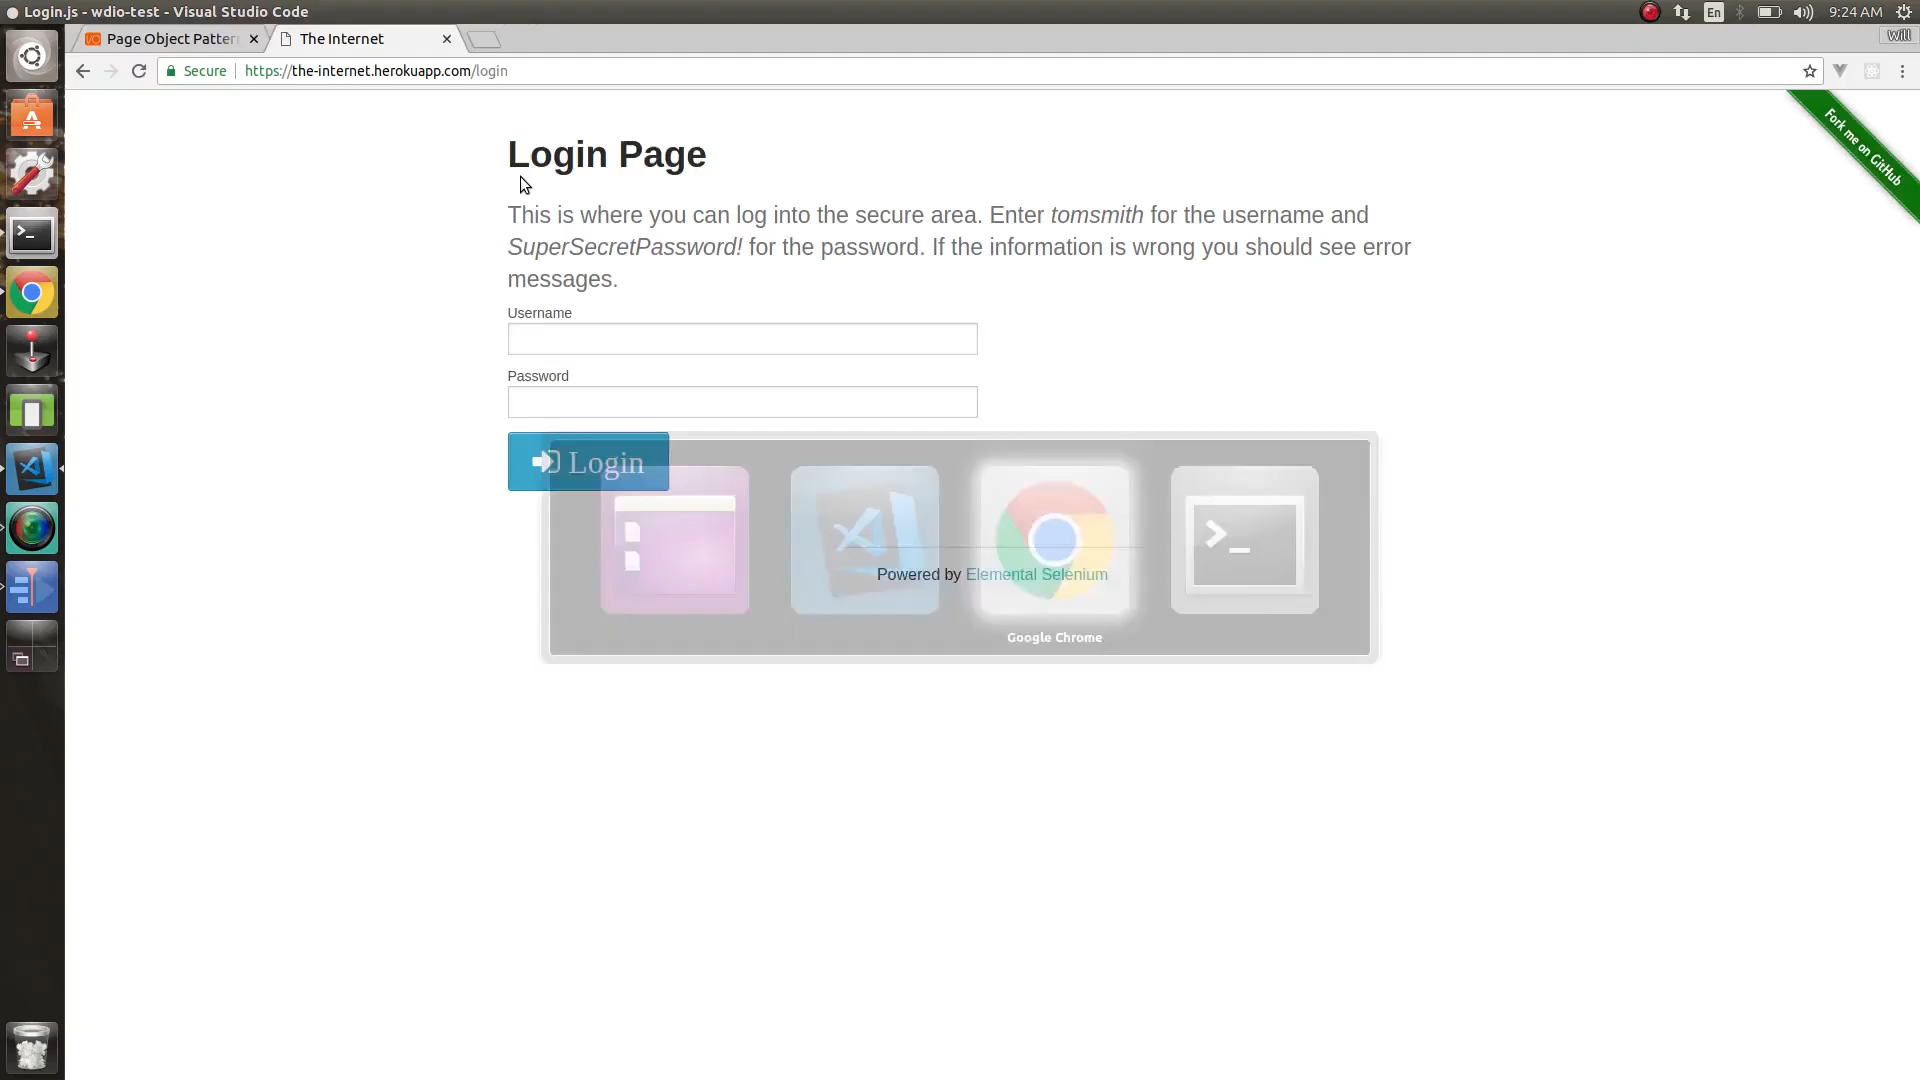 Login.js - wdio-test - Visual Studio Code
En
9:24 AM
Page Object Patter
The Internet
Will
Secure
https://the-internet.herokuapp.com/login
Fork me on GitHub
Login Page
This is where you can log into the secure area. Enter tomsmith for the username and
SuperSecretPassword! for the password. If the information is wrong you should see error
messages.
Username
Password
Login
Powered by Elemental Selenium
Google Chrome